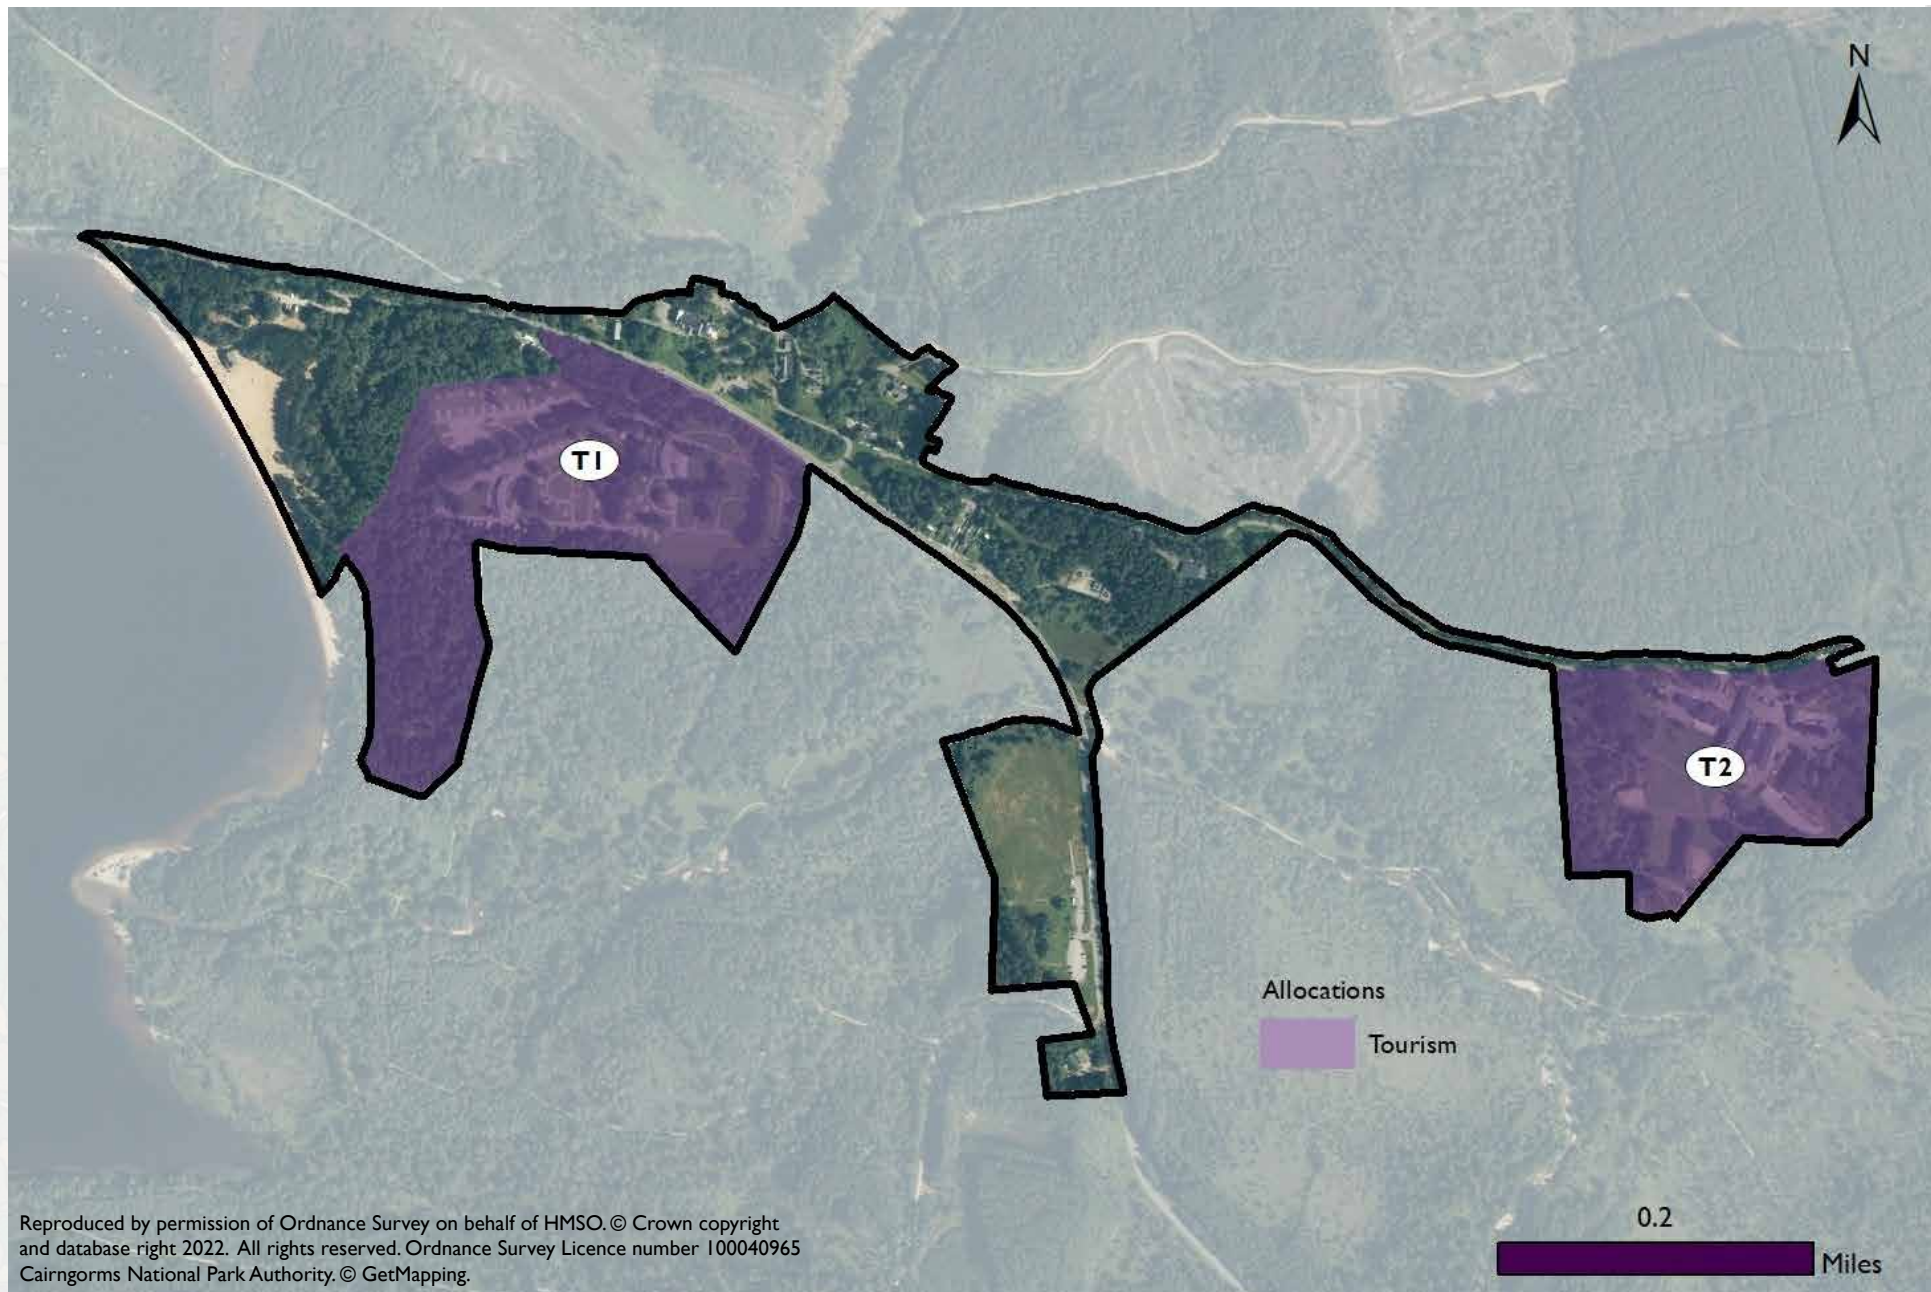 N
T1
T2
Allocations
Tourism
0.2
Miles
Reproduced by permission of Ordnance Survey on behalf of HMSO. © Crown copyright
and database right 2022. All rights reserved. Ordnance Survey Licence number 100040965
Cairngorms National Park Authority. © GetMapping.